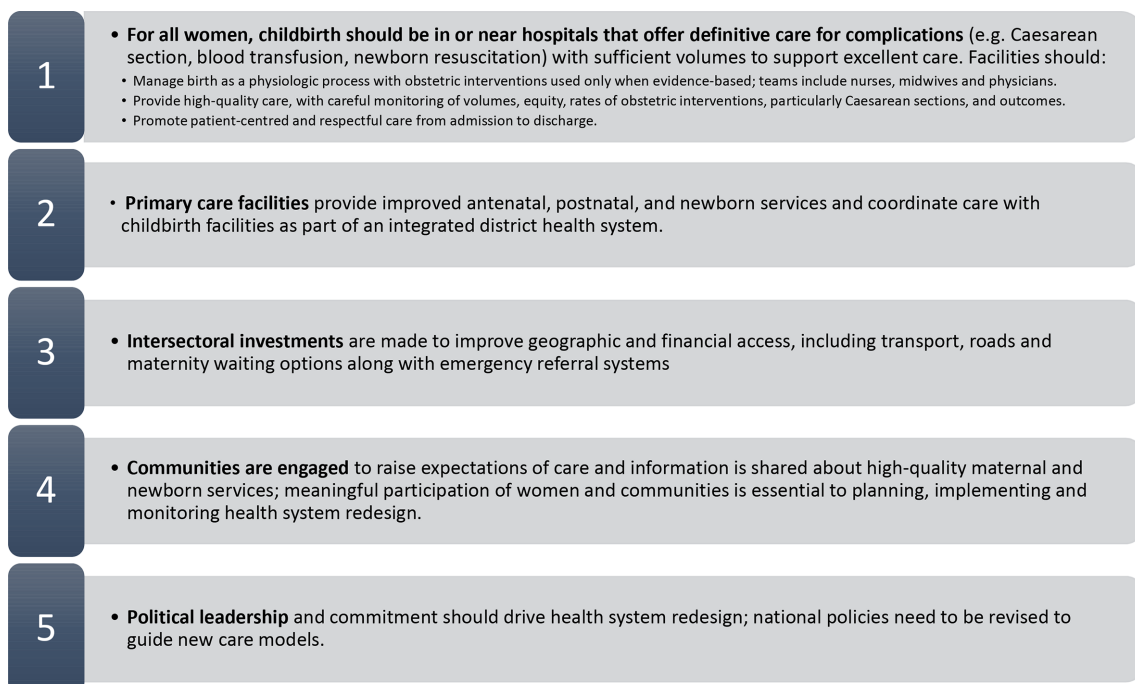 1
• For all women, childbirth should be in or near hospitals that offer definitive care for complications (e.g. Caesarean
section, blood transfusion, newborn resuscitation) with sufficient volumes to support excellent care. Facilities should:
• Manage birth as a physiologic process with obstetric interventions used only when evidence-based; teams include nurses, midwives and physicians.
• Provide high-quality care, with careful monitoring of volumes, equity, rates of obstetric interventions, particularly Caesarean sections, and outcomes.
• Promote patient-centred and respectful care from admission to discharge.
2
• Primary care facilities provide improved antenatal, postnatal, and newborn services and coordinate care with
childbirth facilities as part of an integrated district health system.
3
• Intersectoral investments are made to improve geographic and financial access, including transport, roads and
maternity waiting options along with emergency referral systems
4
• Communities are engaged to raise expectations of care and information is shared about high-quality maternal and
newborn services; meaningful participation of women and communities is essential to planning, implementing and
monitoring health system redesign.
5
• Political leadership and commitment should drive health system redesign; national policies need to be revised to
guide new care models.